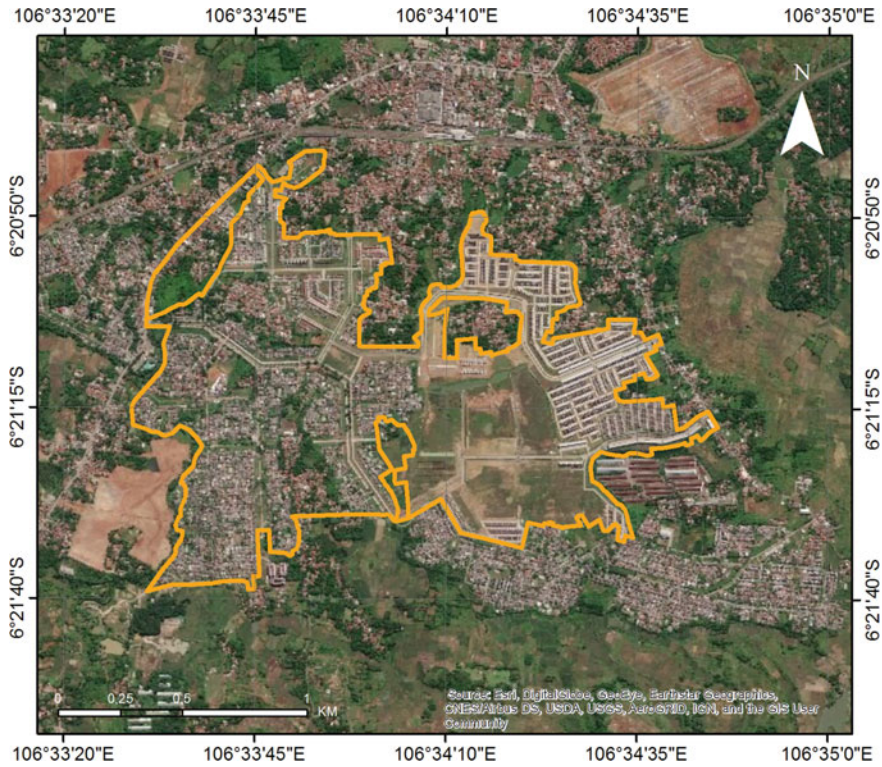 106°33'20"E 106°33'45"E 106°34'10"E 106°34'35"E 106°35'0"E
N
6°20'50"S 6°20'50"S
6°21'15"S 6°21'15"S
6°21'40"S 6°21'40"S
0 0.25 0.5 1
KM
Source: Esri, DigitalGlobe, GeoEye, Earthstar Geographics,
CNES/Airbus DS, USDA, USGS, AeroGRID, IGN, and the GIS User
Community
106°33'20"E 106°33'45"E 106°34'10"E 106°34'35"E 106°35'0"E